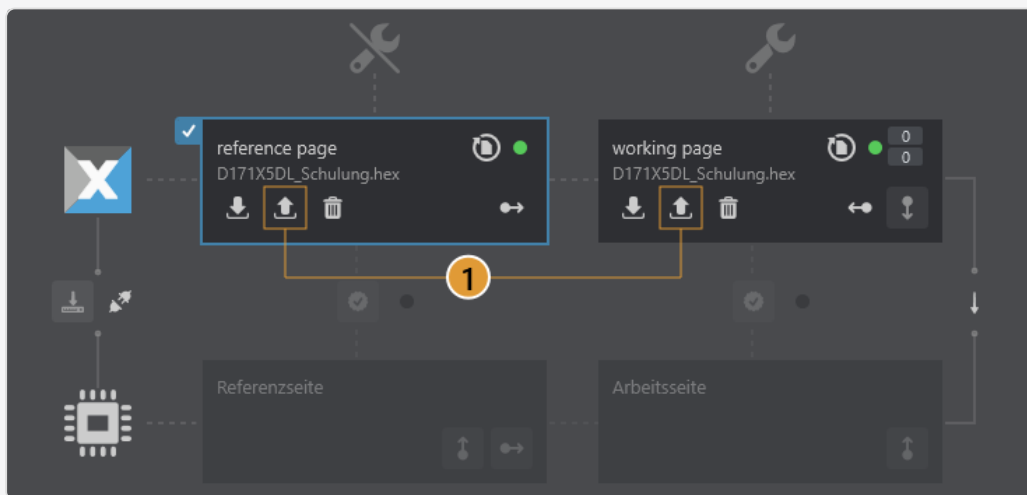 reference page
D171X5DL_Schulung.hex
working page
0
0
D171X5DL_Schulung.hex
1
Referenzseite
Arbeitsseite